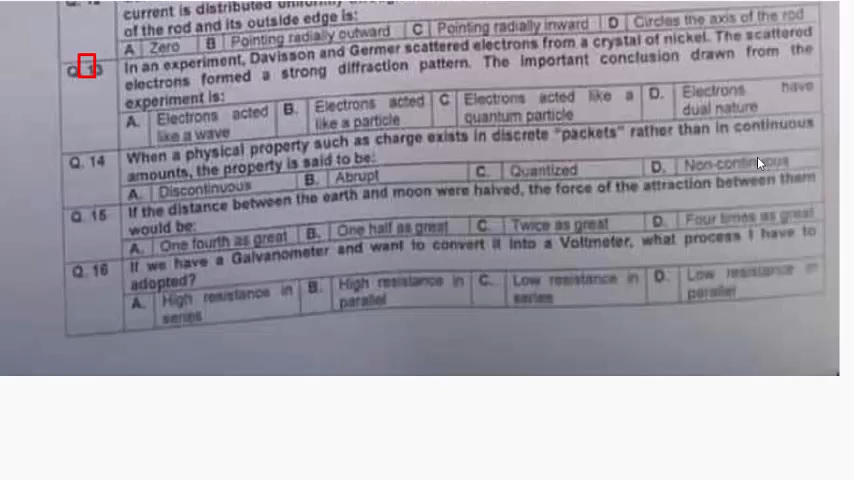 current is distributed
of the rod and its outside edge is:
A Zero B Pointing radially outward C Pointing radially inward D Circles the axis of the rod
In an experiment, Davisson and Germer scattered electrons from a crystal of nickel. The scattered
Q. 13 electrons formed a strong diffraction pattern. The important conclusion drawn from the
experiment is:
A. Electrons acted like a wave B. Electrons acted like a particle C Electrons acted like a quantum particle D. Electrons have dual nature
Q. 14 When a physical property such as charge exists in discrete "packets" rather than in continuous
amounts, the property is said to be:
A. Discontinuous B. Abrupt C. Quantized D. Non-continuous
Q. 15 If the distance between the earth and moon were halved, the force of the attraction between them
would be:
A. One fourth as great B. One half as great C. Twice as great D. Four times as great
Q. 16 If we have a Galvanometer and want to convert it into a Voltmeter, what process I have to
adopted?
A. High resistance in series B. High resistance in parallel C. Low resistance in series D. Low resistance in parallel